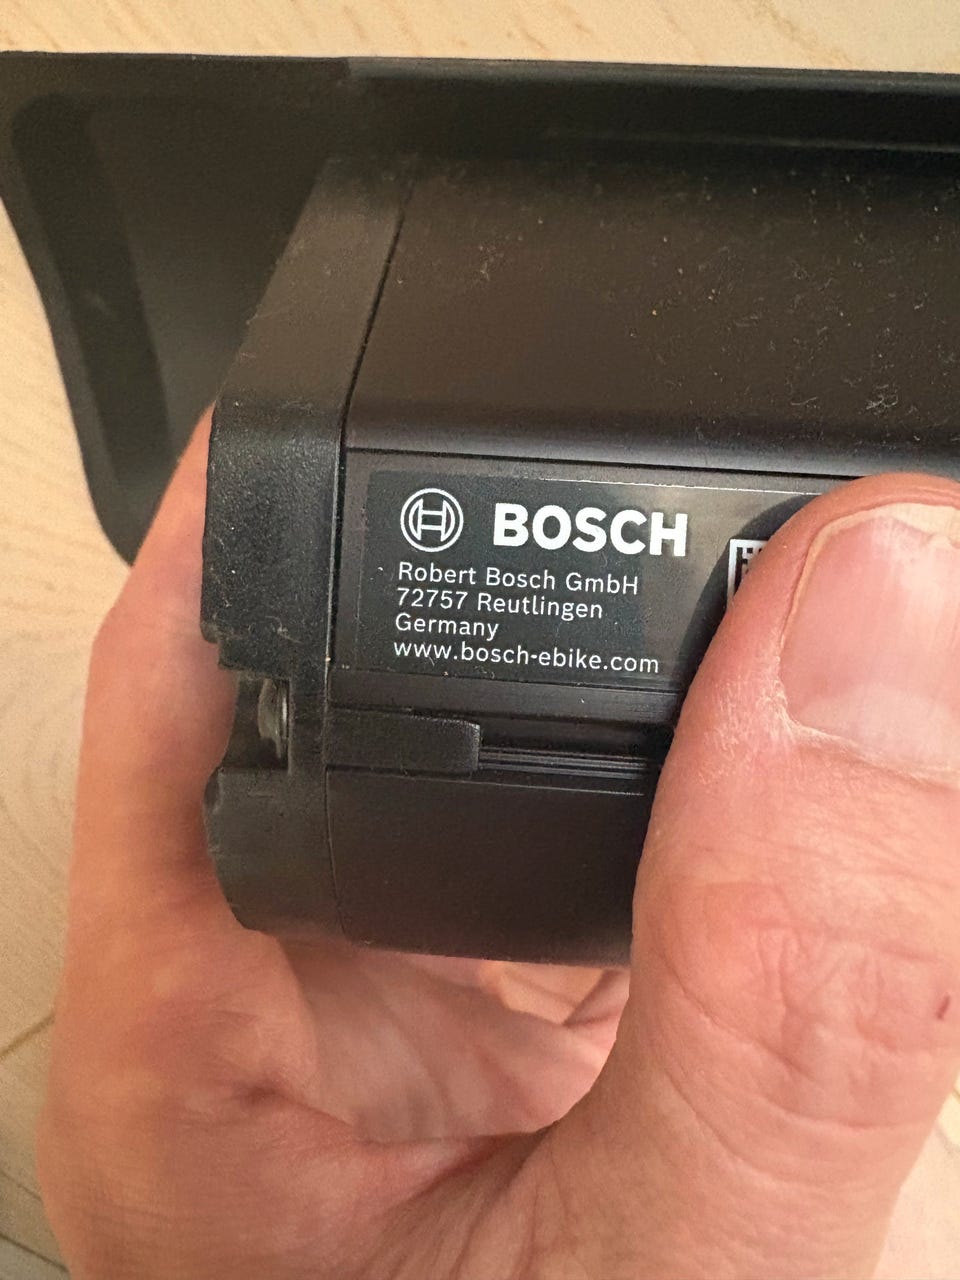 BOSCH
Robert Bosch GmbH
72757 Reutlingen
Germany
www.bosch-ebike.com